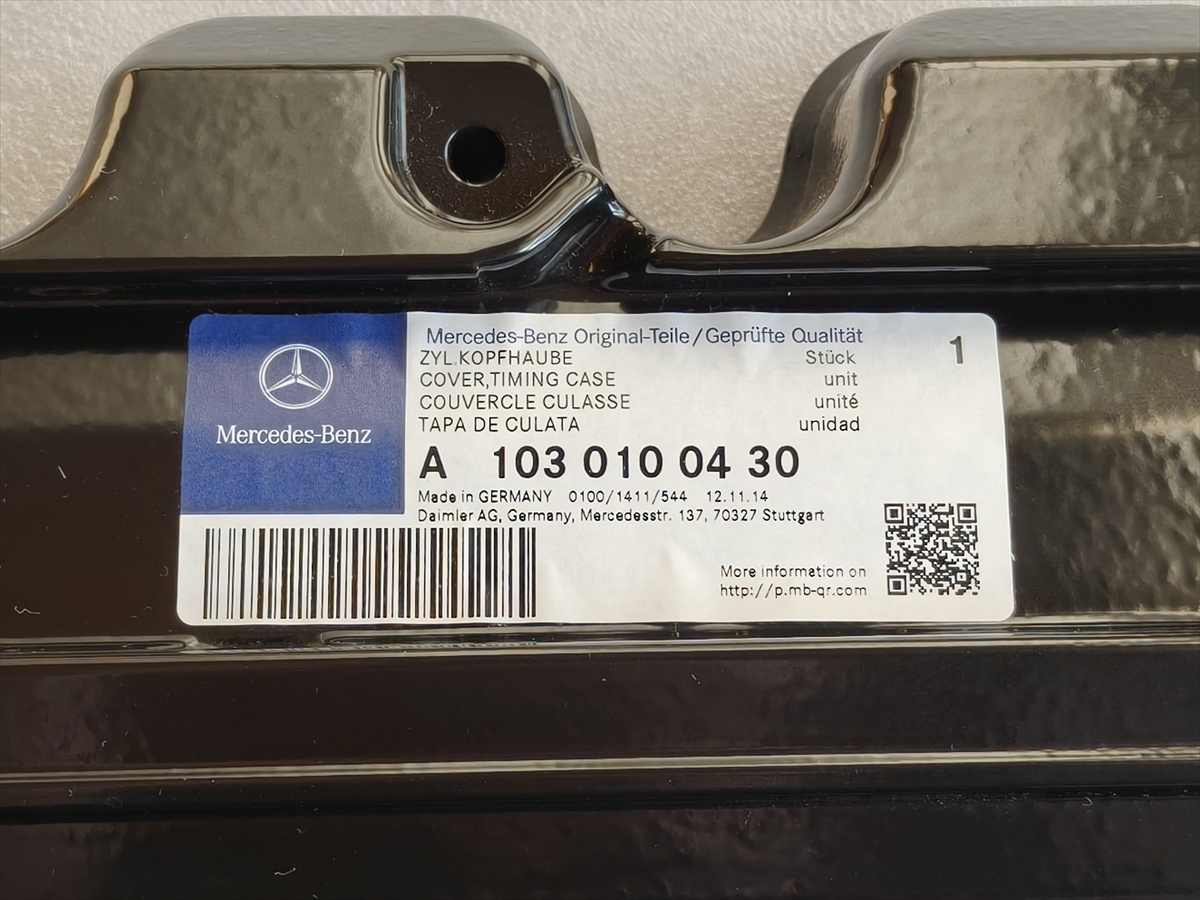 Mercedes-Benz Original-Teile/Geprüfte Qualität
ZYL.KOPFHAUBE Stück 1
COVER,TIMING CASE unit
COUVERCLE CULASSE unité
TAPA DE CULATA unidad
Mercedes-Benz
A 103 010 04 30
Made in GERMANY 0100/1411/544 12.11.14
Daimler AG, Germany, Mercedesstr. 137, 70327 Stuttgart
More information on
http://p.mb-qr.com